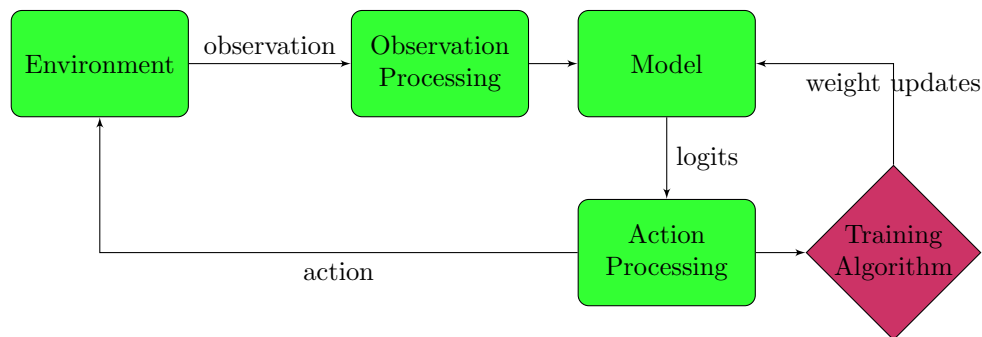 Environment
observation
Observation
Processing
Model
weight updates
logits
Action
Processing
Training
Algorithm
action